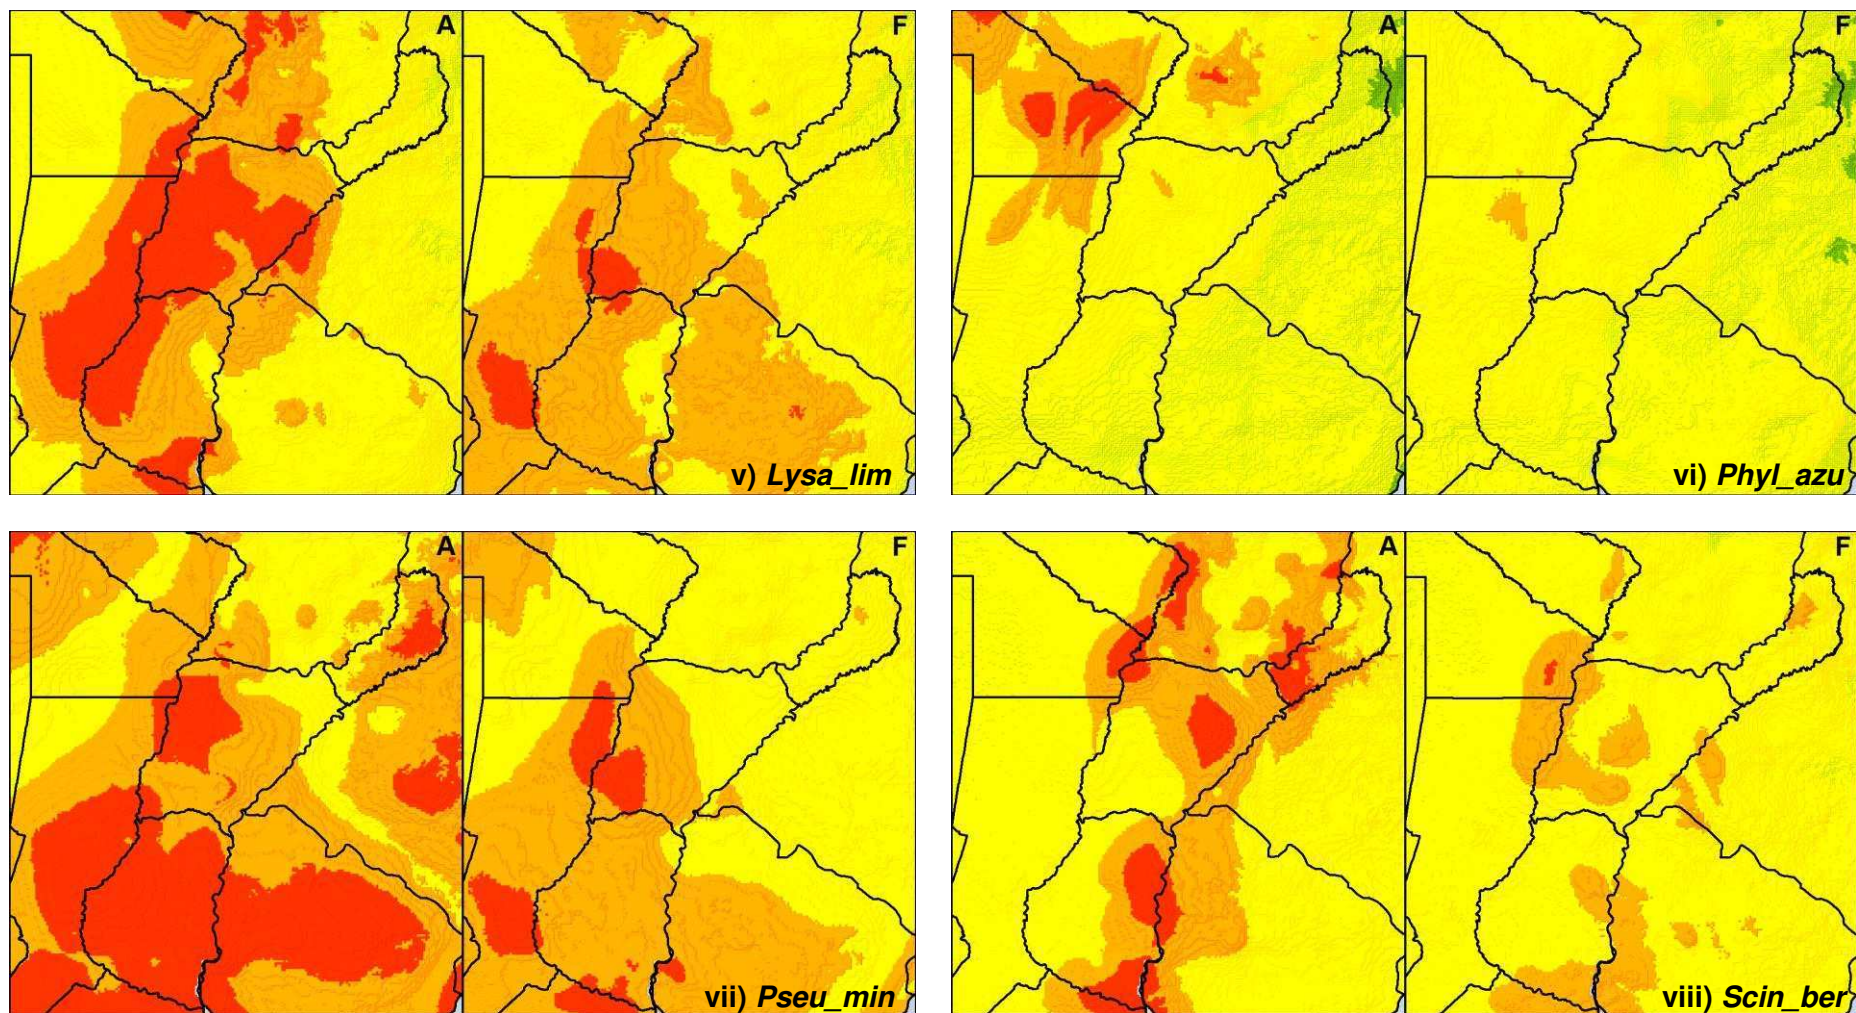 A F
v) Lysa_lim
A F
vi) Phyl_azu
A F
vii) Pseu_min
A F
viii) Scin_ber